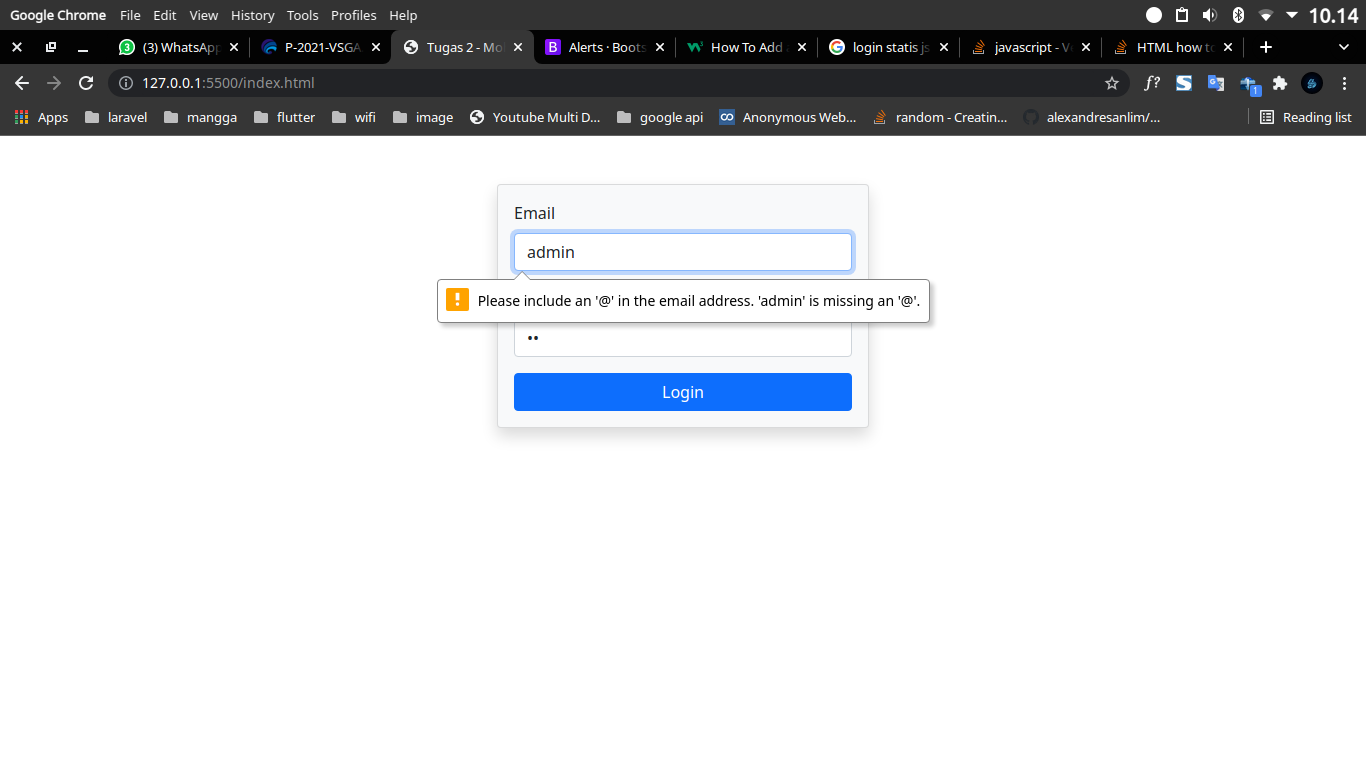 Google Chrome File Edit View History Tools Profiles Help 10.14
(3) WhatsApp P-2021-VSGA Tugas 2 - Mo Alerts · Boots How To Add login statis js javascript - V HTML how to
127.0.0.1:5500/index.html f? 1
Apps laravel mangga flutter wifi image Youtube Multi D... google api Anonymous Web... random - Creatin... alexandresanlim/... Reading list
Email
admin
Please include an '@' in the email address. 'admin' is missing an '@'.
Login